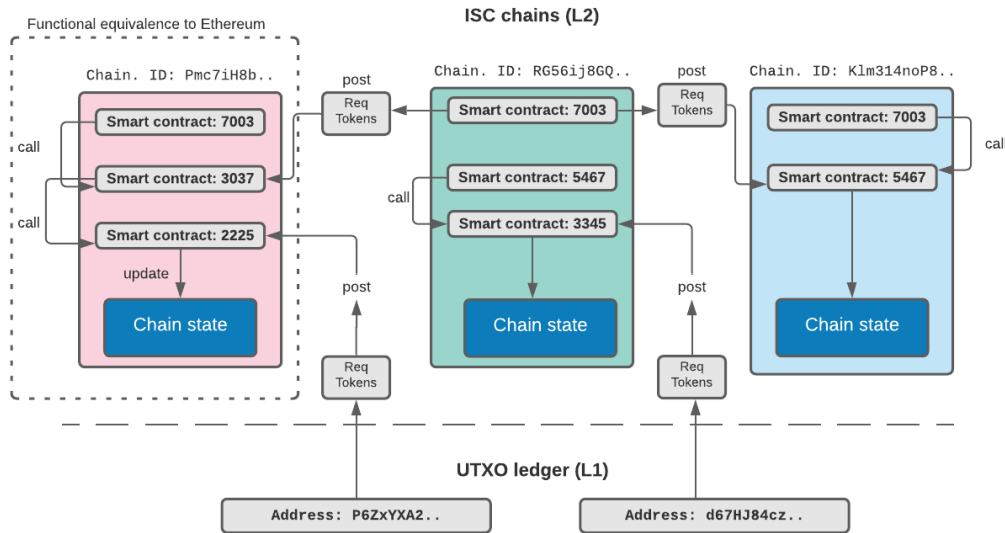 ISC chains (L2)
Functional equivalence to Ethereum
Chain. ID: Pmc7iH8b..
Smart contract: 7003
call
Smart contract: 3037
call
Smart contract: 2225
update
Chain state
post
Req
Tokens
Chain. ID: RG56ij8GQ..
Smart contract: 7003
Smart contract: 5467
call
Smart contract: 3345
Chain state
post
Req
Tokens
Chain. ID: Klm314noP8..
Smart contract: 7003
call
Smart contract: 5467
Chain state
post
Req
Tokens
post
Req
Tokens
UTXO ledger (L1)
Address: P6ZxYXA2..
Address: d67HJ84cz..